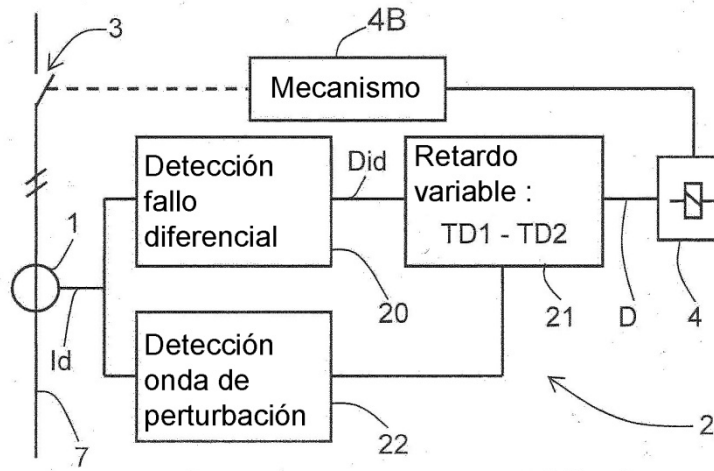 3
4B
Mecanismo
Detección
fallo
diferencial
Did
Retardo
variable :
TD1 - TD2
1
Id
20
21
D
4
Detección
onda de
perturbación
22
2
7